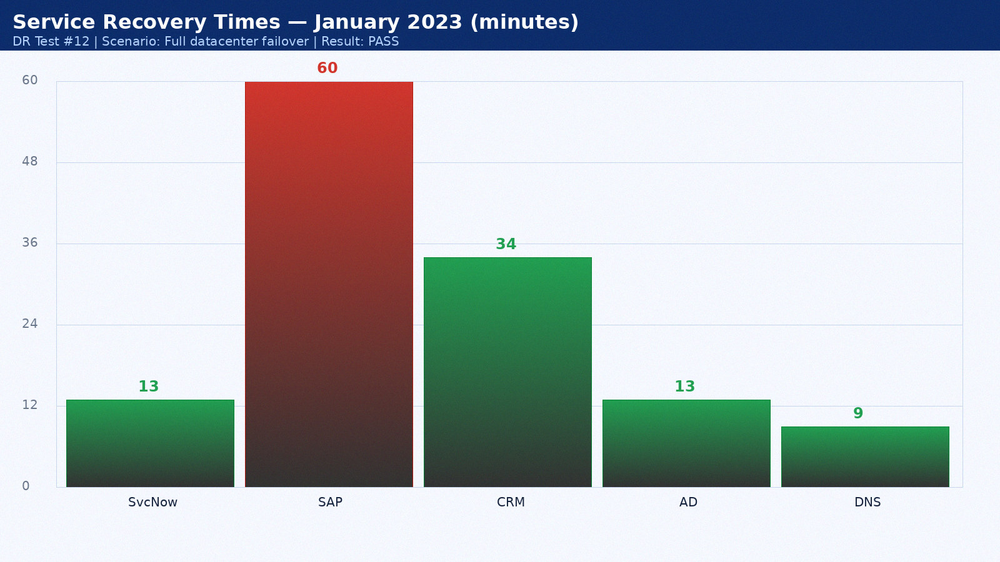 Service Recovery Times — January 2023 (minutes)
DR Test #12 | Scenario: Full datacenter failover | Result: PASS
60
60
48
36
34
24
13
13
12
9
0
SvcNow
SAP
CRM
AD
DNS